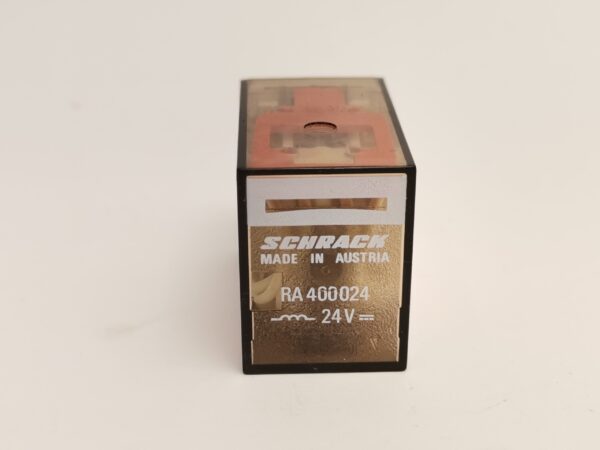 SCHRACK
MADE IN AUSTRIA
RA 400024
24V